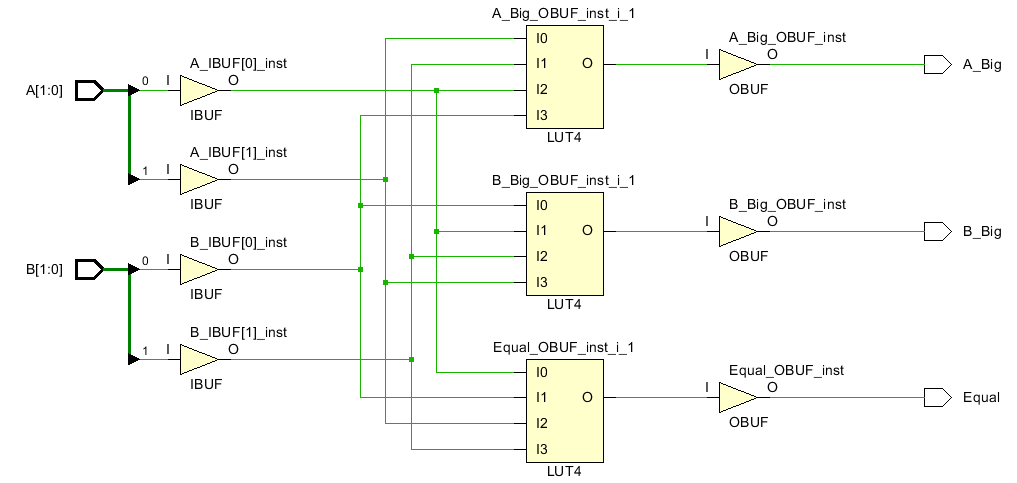 A_Big_OBUF_inst_i_1
I0
I1
I2
I3
O
LUT4
A_Big_OBUF_inst
I
O
OBUF
A_Big
A[1:0]
0
1
A_IBUF[0]_inst
I
O
IBUF
A_IBUF[1]_inst
I
O
IBUF
B_Big_OBUF_inst_i_1
I0
I1
I2
I3
O
LUT4
B_Big_OBUF_inst
I
O
OBUF
B_Big
B[1:0]
0
1
B_IBUF[0]_inst
I
O
IBUF
B_IBUF[1]_inst
I
O
IBUF
Equal_OBUF_inst_i_1
I0
I1
I2
I3
O
LUT4
Equal_OBUF_inst
I
O
OBUF
Equal